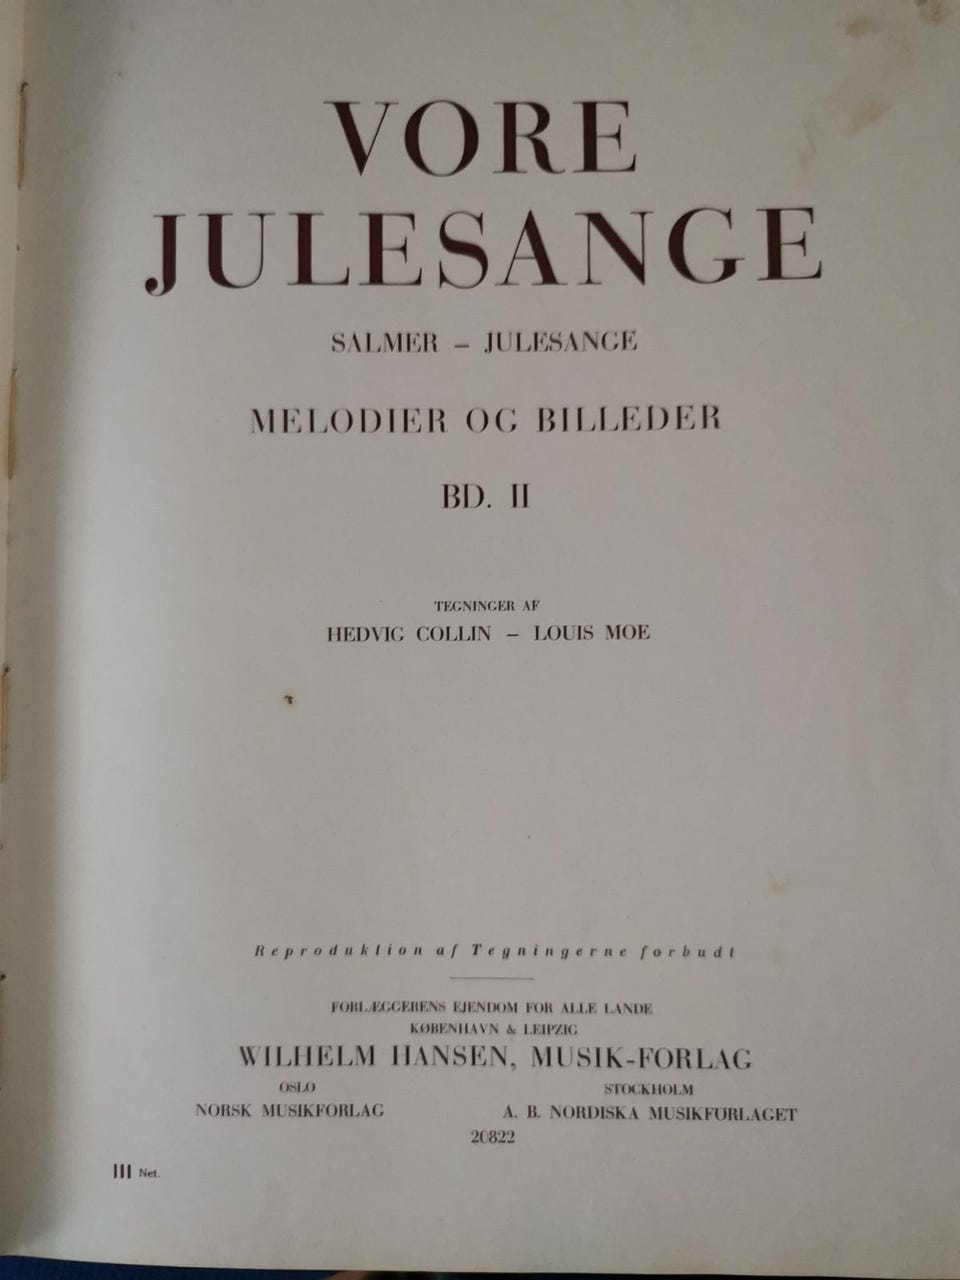 VORE
JULESANGE
SALMER – JULESANGE
MELODIER OG BILLEDER
BD. II
TEGNINGER AF
HEDVIG COLLIN – LOUIS MOE
Reproduktion af Tegningerne forbudt
FORLÆGGERENS EJENDOM FOR ALLE LANDE
KØBENHAVN & LEIPZIG
WILHELM HANSEN, MUSIK-FORLAG
OSLO STOCKHOLM
NORSK MUSIKFORLAG A. B. NORDISKA MUSIKFORLAGET
20822
III Net.